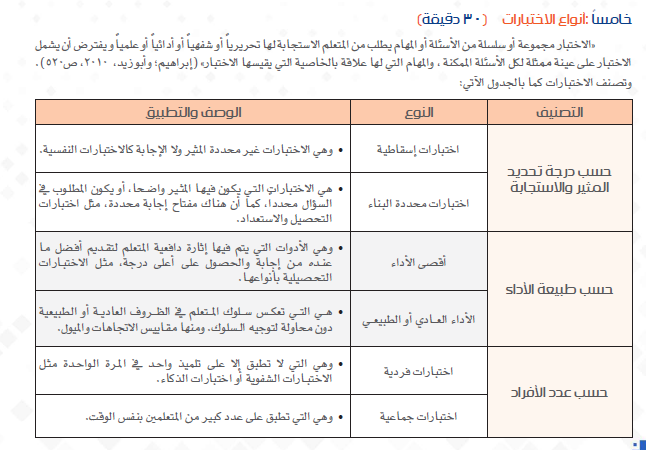 خامساً :أنواع الاختبارات (٣٠ دقيقة)
«الاختبار مجموعة أو سلسلة من الأسئلة أو المهام يطلب من المتعلم الاستجابة لها تحريرياً أو شفهياً أو أدائياً أو علمياً ويفترض أن يشمل
الاختبار على عينة ممثلة لكل الأسئلة الممكنة ، والمهام التي لها علاقة بالخاصية التي يقيسها الاختبار» (إبراهيم؛ وأبوزيد، ٢٠١٠، ص٥٢٠).
وتصنف الاختبارات كما بالجدول الآتي:
التصنيف النوع الوصف والتطبيق
حسب درجة تحديد
المثير والاستجابة
اختبارات إسقاطية
• وهي الاختبارات غير محددة المثير ولا الإجابة كالاختبارات النفسية.
اختبارات محددة البناء
• هي الاختبارات التي يكون فيها المثير واضحا، أو يكون المطلوب في
السؤال محددا، كما أن هناك مفتاح إجابة محددة، مثل اختبارات
التحصيل والاستعداد.
حسب طبيعة الأداء
أقصى الأداء
• وهي الأدوات التي يتم فيها إثارة دافعية المتعلم لتقديم أفضل ما
عنده من إجابة والحصول على أعلى درجة، مثل الاختبارات
التحصيلية بأنواعها.
الأداء العادي أو الطبيعي
• هي التي تعكس سلوك المتعلم في الظروف العادية أو الطبيعية
دون محاولة لتوجيه السلوك. ومنها مقاييس الاتجاهات والميول.
حسب عدد الأفراد
اختبارات فردية
• وهي التي لا تطبق إلا على تلميذ واحد في المرة الواحدة مثل
الاختبارات الشفوية أو اختبارات الذكاء.
اختبارات جماعية
• وهي التي تطبق على عدد كبير من المتعلمين بنفس الوقت.